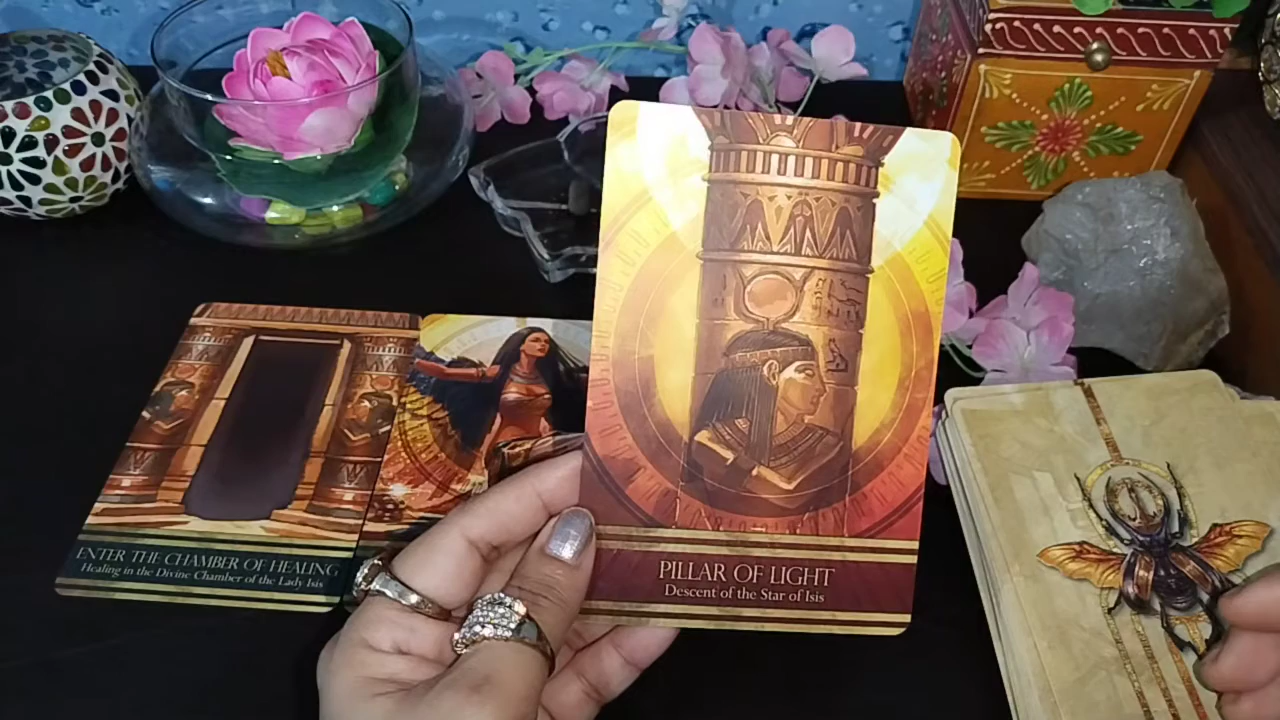 ENTER THE CHAMBER OF HEALING
Healing in the Divine Chamber of the Lady Isis
PILLAR OF LIGHT
Descent of the Star of Isis